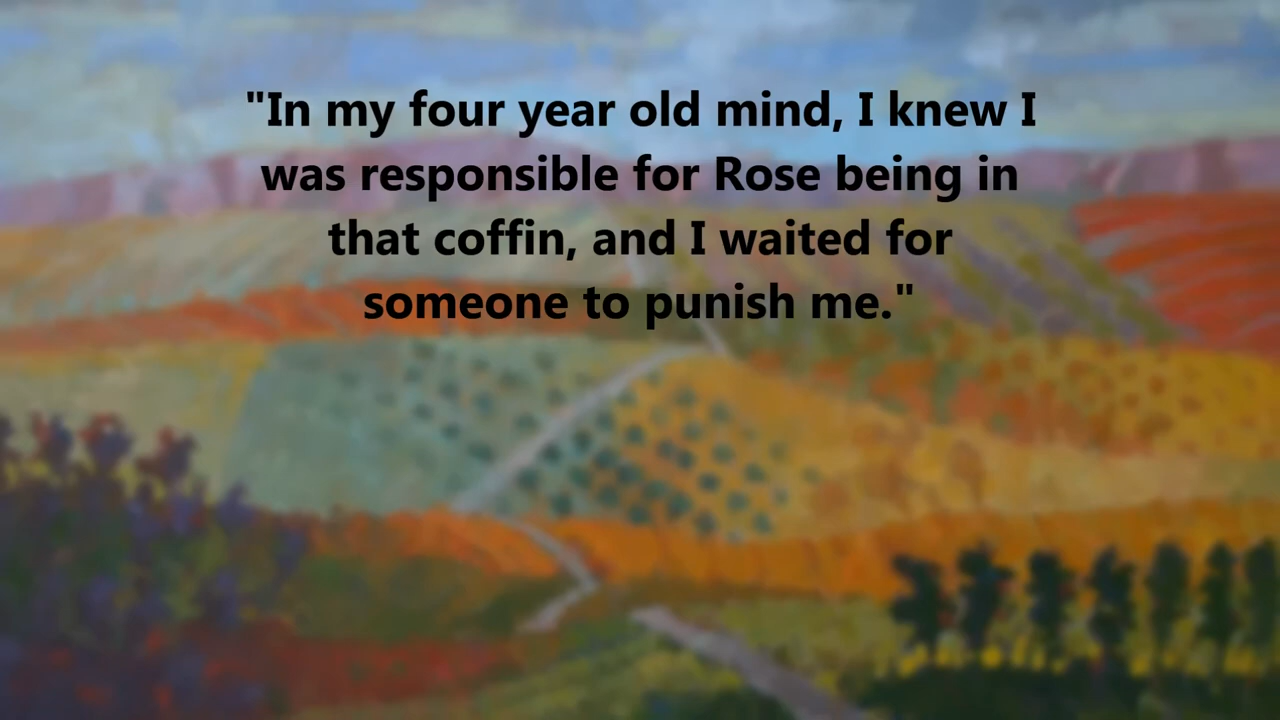 "In my four year old mind, I knew I
was responsible for Rose being in
that coffin, and I waited for
someone to punish me."